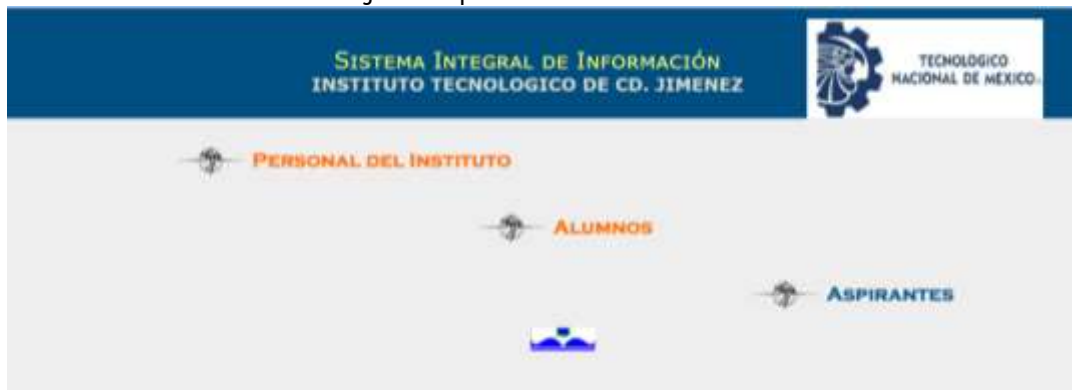 SISTEMA INTEGRAL DE INFORMACIÓN
INSTITUTO TECNOLOGICO DE CD. JIMENEZ
TECNOLOGICO
NACIONAL DE MEXICO
PERSONAL DEL INSTITUTO
ALUMNOS
ASPIRANTES